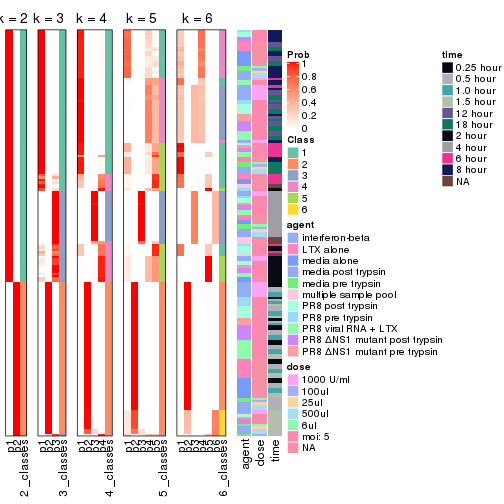 k = 2 k = 3 k = 4 k = 5 k = 6
Prob
1
0.8
0.6
0.4
0.2
0
Class
1
2
3
4
5
6
agent
interferon-beta
LTX alone
media alone
media post trypsin
media pre trypsin
multiple sample pool
PR8 post trypsin
PR8 pre trypsin
PR8 viral RNA + LTX
PR8 ΔNS1 mutant post trypsin
PR8 ΔNS1 mutant pre trypsin
dose
1000 U/ml
100ul
25ul
500ul
6ul
moi: 5
NA
time
0.25 hour
0.5 hour
1.0 hour
1.5 hour
12 hour
18 hour
2 hour
4 hour
6 hour
8 hour
NA
p1 p2 2_classes p1 p2 p3 3_classes p1 p2 p3 p4 4_classes p1 p2 p3 p4 p5 5_classes p1 p2 p3 p4 p5 p6 6_classes agent dose time